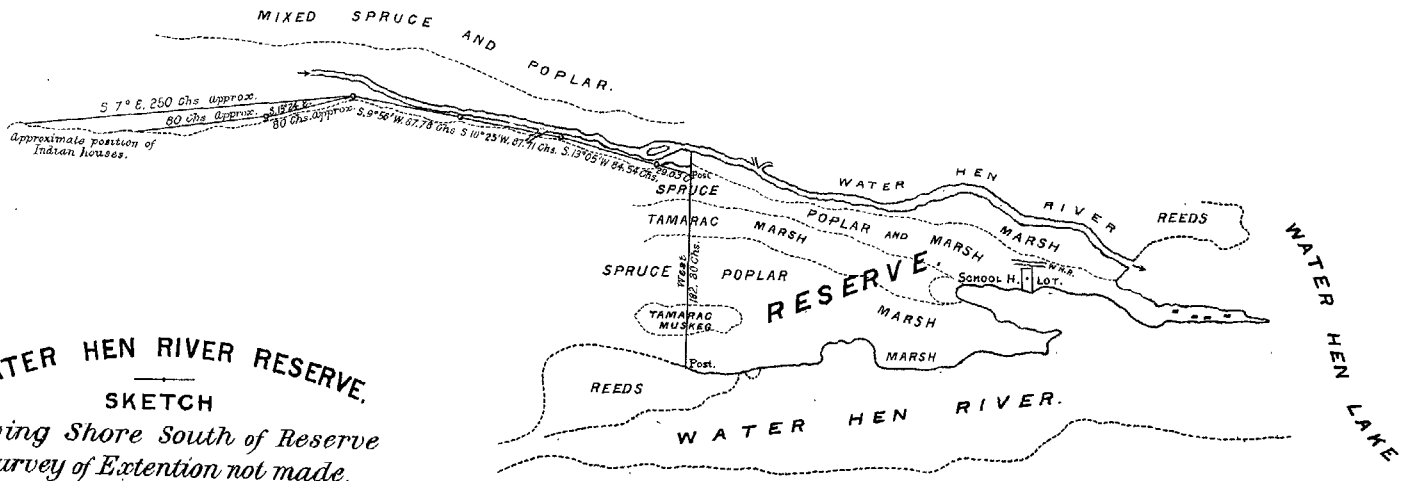 MIXED SPRUCE AND POPLAR.
S 7° E, 250 Chs approx.
80 Chs approx.
80 Chs. approx.
S. 9°56' W. 67.78 Chs
S 10°25' W, 87.71 Chs.
S. 13°05' W 84.54 Chs.
29.03
Approximate position of
Indian houses.
Post
SPRUCE
TAMARAC MARSH
POPLAR AND MARSH
MARSH
WATER HEN RIVER
REEDS
SPRUCE
POPLAR
West
182.80 Chs.
RESERVE.
SCHOOL H. LOT.
TAMARAC
MUSKEG
MARSH
MARSH
Post.
REEDS
WATER HEN RIVER.
WATER HEN LAKE
TER HEN RIVER RESERVE.
SKETCH
ing Shore South of Reserve
urvey of Extention not made.